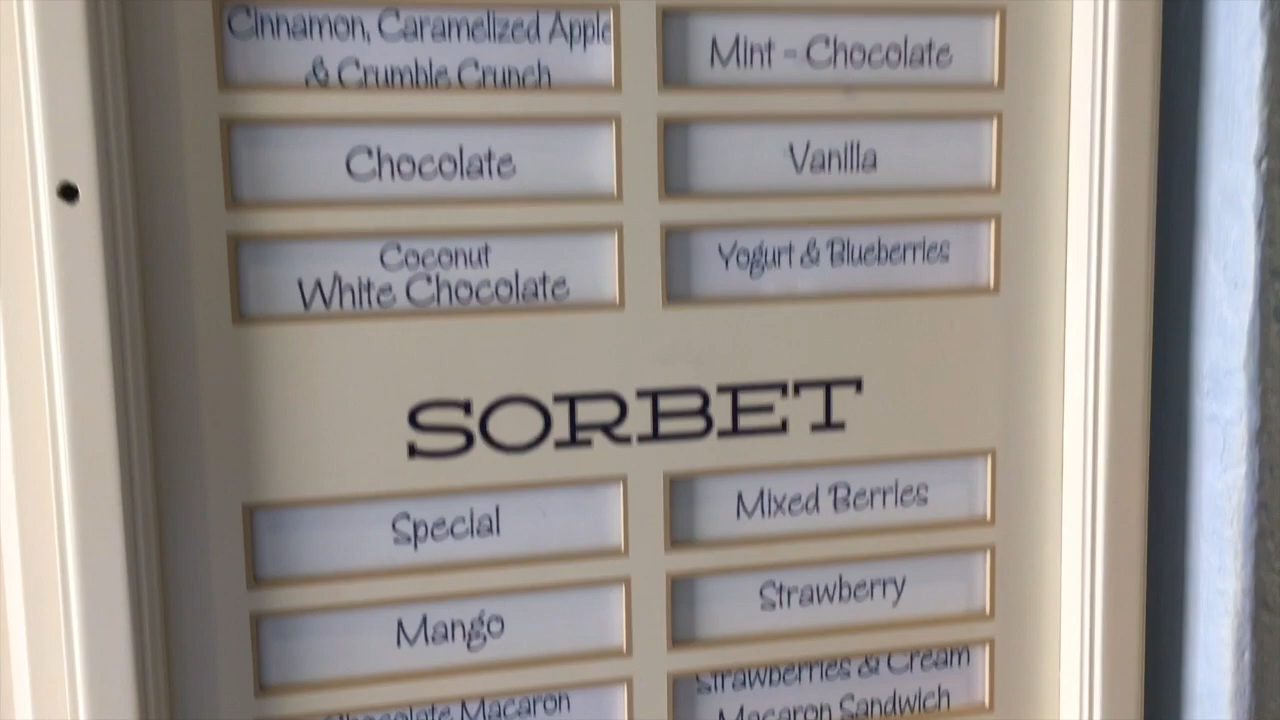 Cinnamon, Caramelized Apple
& Crumble Crunch
Mint - Chocolate
Chocolate
Vanilla
Coconut
White Chocolate
Yogurt & Blueberries
SORBET
Special
Mixed Berries
Mango
Strawberry
Chocolate Macaron
Strawberries & Cream
Macaron Sandwich